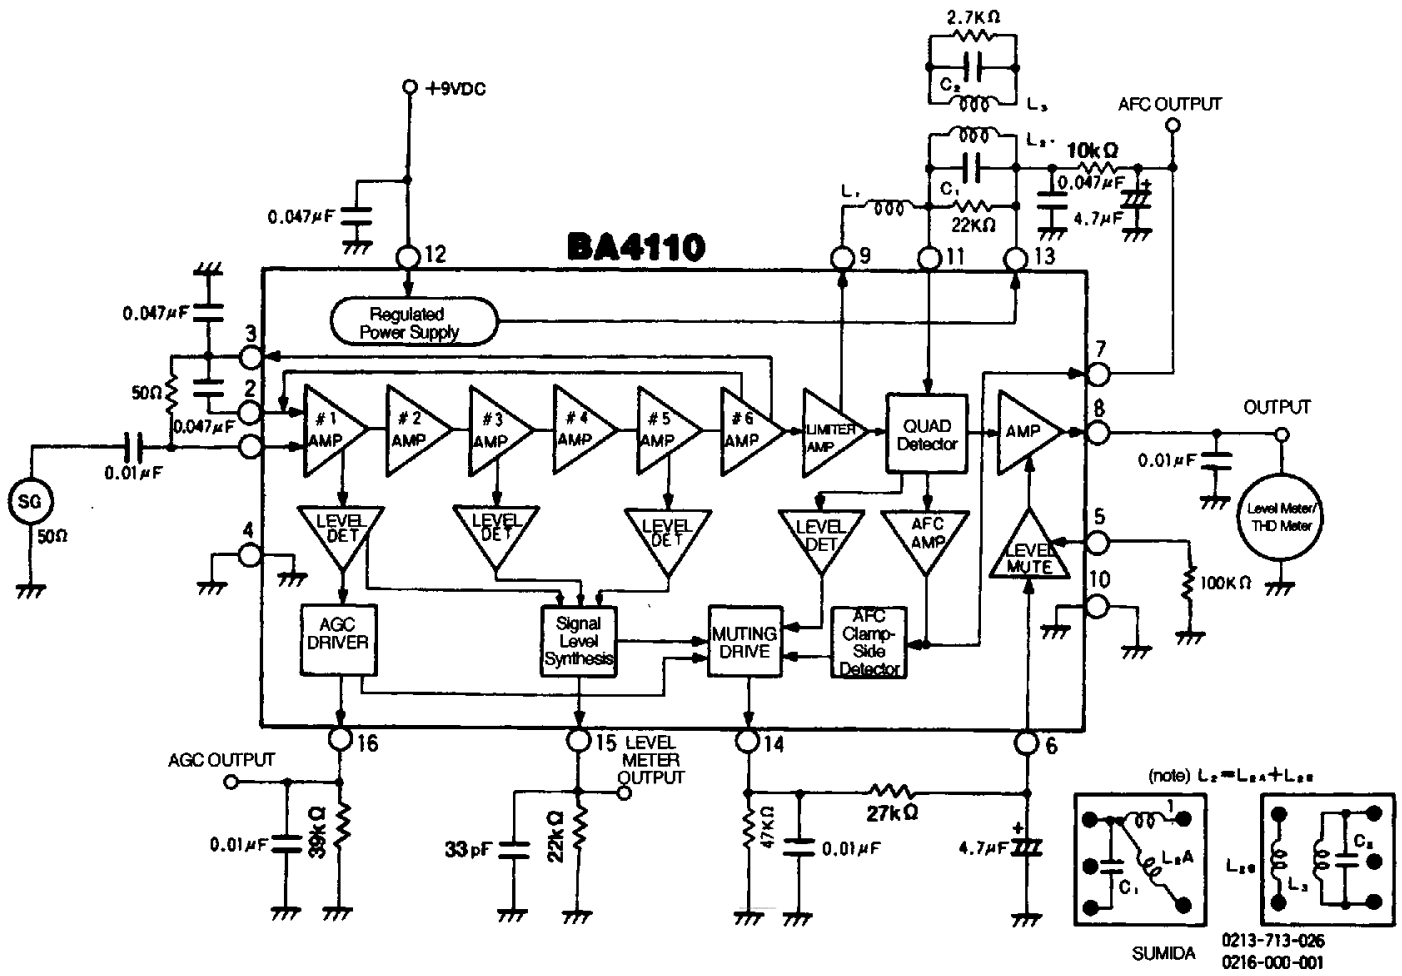 2.7KΩ
C₂
L₃
+9VDC
AFC OUTPUT
L₂
10kΩ
0.047μF
L₁
C₁
0.047μF
4.7μF
22KΩ
BA4110
12
9
11
13
0.047μF
Regulated
Power Supply
3
7
50Ω
2
#1
AMP
#2
AMP
#3
AMP
#4
AMP
#5
AMP
#6
AMP
LIMITER
AMP
QUAD
Detector
AMP
8
OUTPUT
0.047μF
0.01μF
0.01μF
SG
50Ω
Level Meter/
THD Meter
4
LEVEL
DET
LEVEL
DET
LEVEL
DET
LEVEL
DET
AFC
AMP
LEVEL
MUTE
5
10
100KΩ
AGC
DRIVER
Signal
Level
Synthesis
MUTING
DRIVE
AFC
Clamp-
Side
Detector
16
15
14
6
AGC OUTPUT
LEVEL
METER
OUTPUT
(note) L₂=L₂A+L₂B
0.01μF
39kΩ
33pF
22kΩ
47KΩ
0.01μF
27kΩ
4.7μF
+
+
1
L₂A
C₁
L₂B
L₃
C₂
SUMIDA
0213-713-026
0216-000-001